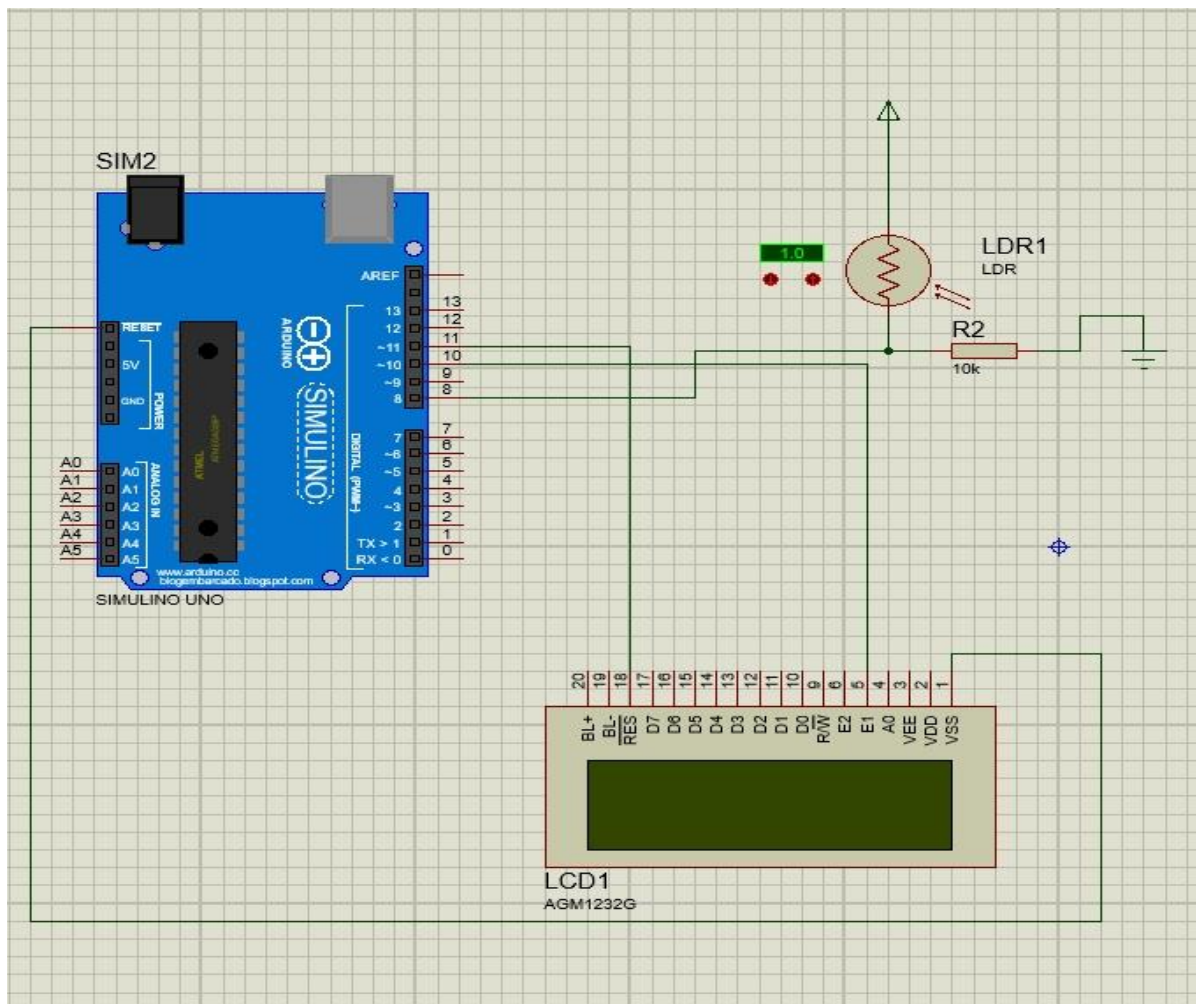 SIM2
AREF
13
12
~11
~10
~9
8
7
~6
~5
4
~3
2
TX > 1
RX < 0
13
12
11
10
9
8
7
6
5
4
3
2
1
0
RESET
5V
GND
POWER
ARDUINO
SIMULINO
DIGITAL (PWM~)
ANALOG IN
ATMEL
A0
A1
A2
A3
A4
A5
A0
A1
A2
A3
A4
A5
www.arduino.cc
blogembarcado.blogspot.com
SIMULINO UNO
1.0
LDR1
LDR
R2
10k
20 19 18 17 16 15 14 13 12 11 10 9 6 5 4 3 2 1
BL+ BL- RES D7 D6 D5 D4 D3 D2 D1 D0 R/W E2 E1 A0 VEE VDD VSS
LCD1
AGM1232G